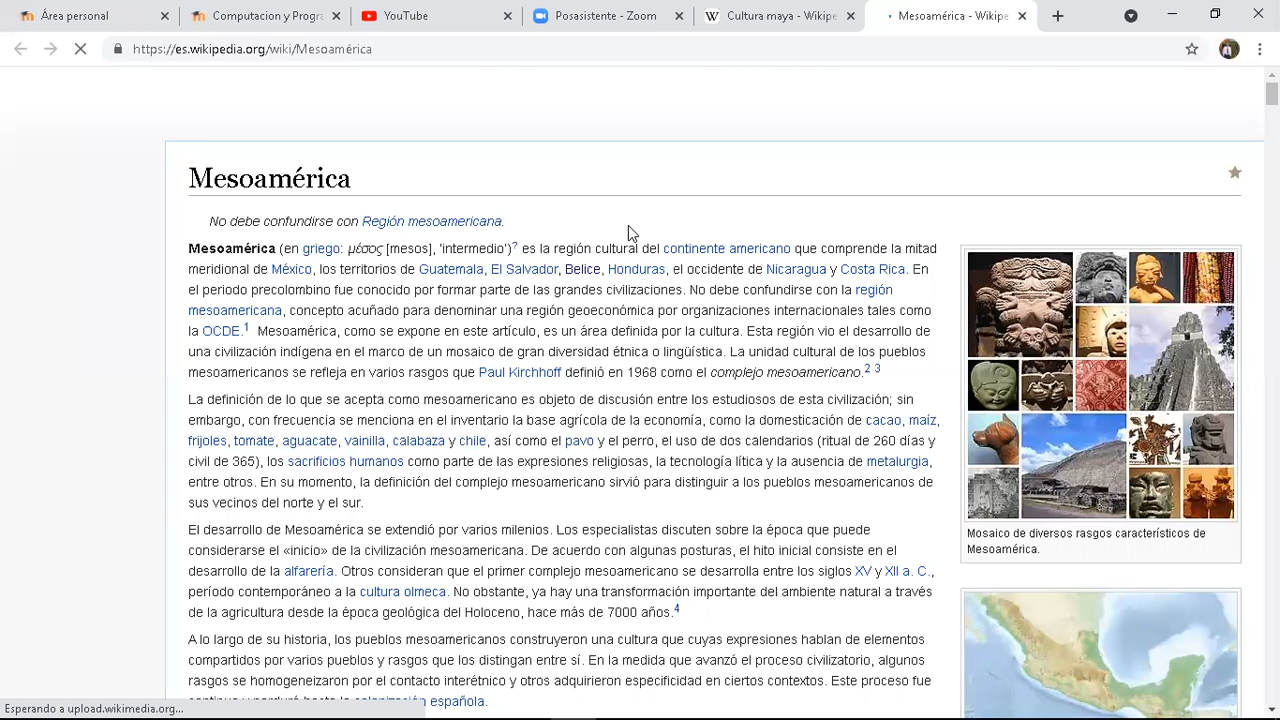 Área personal
Computacion y Progra
YouTube
Posasistente - Zoom
Cultura maya - Wikipe
Mesoamérica - Wikipe
https://es.wikipedia.org/wiki/Mesoamérica
Mesoamérica
No debe confundirse con Región mesoamericana.
Mesoamérica (en griego: μέσος [mesos], 'intermedio')? es la región cultural del continente americano que comprende la mitad
meridional de México, los territorios de Guatemala, El Salvador, Belice, Honduras, el occidente de Nicaragua y Costa Rica. En
el periodo precolombino fue conocido por formar parte de las grandes civilizaciones. No debe confundirse con la región
mesoamericana, concepto acuñado para denominar una región geoeconómica por organizaciones internacionales tales como
la OCDE.1 Mesoamérica, como se expone en este artículo, es un área definida por la cultura. Esta región vio el desarrollo de
una civilización indígena en el marco de un mosaico de gran diversidad étnica o lingüística. La unidad cultural de los pueblos
mesoamericanos se refleja en varios rasgos que Paul Kirchhoff definió en 1968 como el complejo mesoamericano.2 3
La definición de lo que se acepta como mesoamericano es objeto de discusión entre los estudiosos de esta civilización; sin
embargo, con frecuencia se menciona en el inventario la base agrícola de la economía, como la domesticación de cacao, maíz,
frijoles, tomate, aguacate, vainilla, calabaza y chile, así como el pavo y el perro, el uso de dos calendarios (ritual de 260 días y
civil de 365), los sacrificios humanos como parte de las expresiones religiosas, la tecnología lítica y la ausencia de metalurgia,
entre otros. En su momento, la definición del complejo mesoamericano sirvió para distinguir a los pueblos mesoamericanos de
sus vecinos del norte y el sur.
El desarrollo de Mesoamérica se extendió por varios milenios. Los especialistas discuten sobre la época que puede
considerarse el «inicio» de la civilización mesoamericana. De acuerdo con algunas posturas, el hito inicial consiste en el
desarrollo de la alfarería. Otros consideran que el primer complejo mesoamericano se desarrolla entre los siglos XV y XII a. C.,
período contemporáneo a la cultura olmeca. No obstante, ya hay una transformación importante del ambiente natural a través
de la agricultura desde la época geológica del Holoceno, hace más de 7000 años.4
A lo largo de su historia, los pueblos mesoamericanos construyeron una cultura que cuyas expresiones hablan de elementos
compartidos por varios pueblos y rasgos que los distingan entre sí. En la medida que avanzó el proceso civilizatorio, algunos
rasgos se homogeneizaron por el contacto interétnico y otros adquirieron especificidad en ciertos contextos. Este proceso fue
colonización española.
Mosaico de diversos rasgos característicos de
Mesoamérica.
Esperando a upload.wikimedia.org...